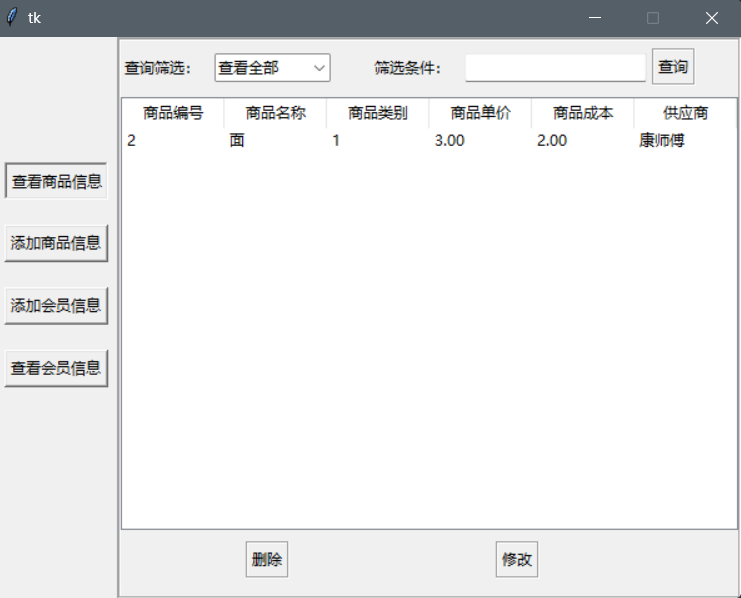 tk
查询筛选： 查看全部 筛选条件： 查询
商品编号 商品名称 商品类别 商品单价 商品成本 供应商
2 面 1 3.00 2.00 康师傅
查看商品信息
添加商品信息
添加会员信息
查看会员信息
删除 修改